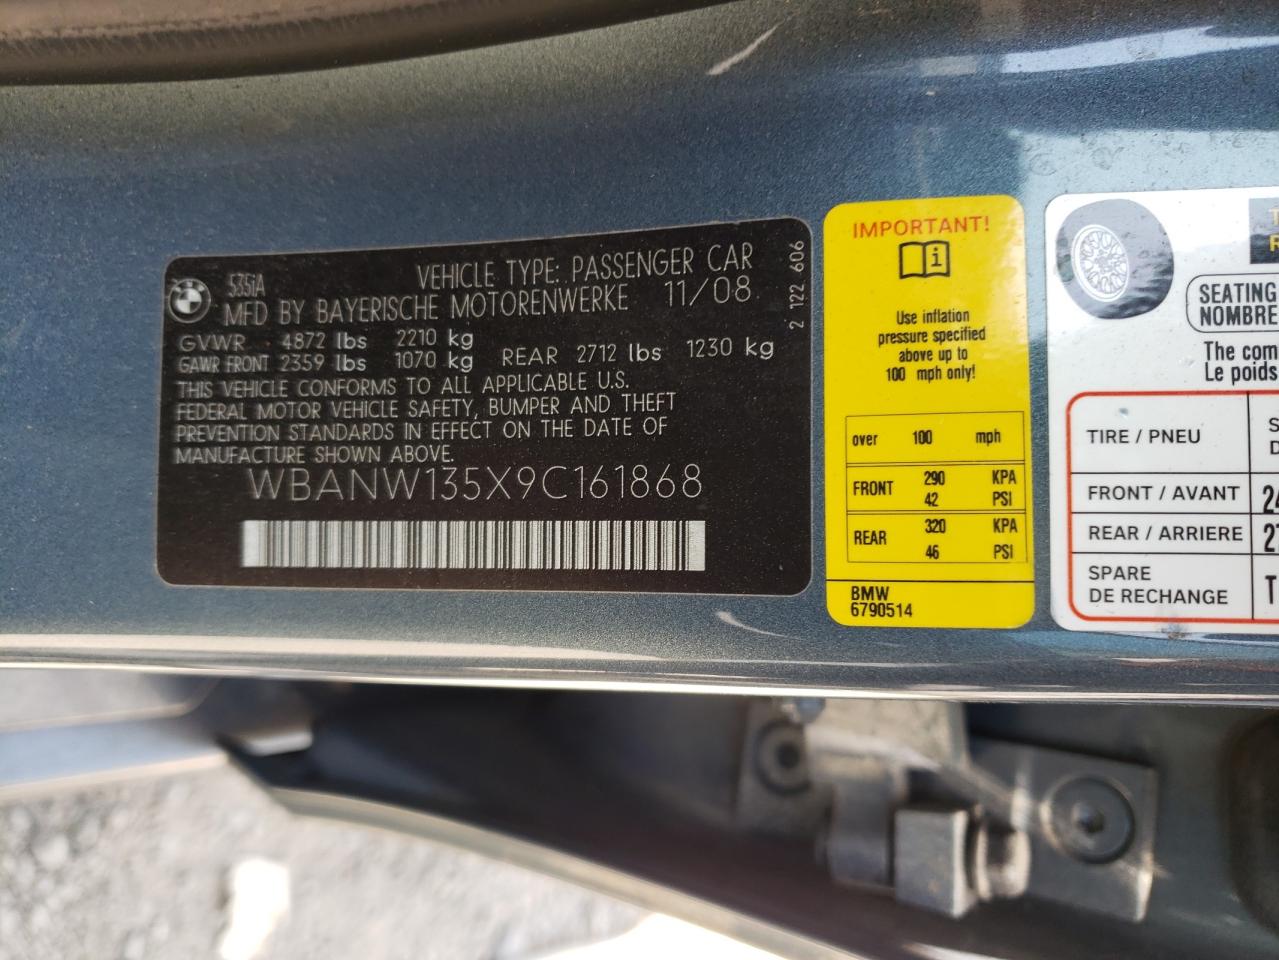 535iA VEHICLE TYPE: PASSENGER CAR
MFD BY BAYERISCHE MOTORENWERKE 11/08
GVWR 4872 lbs 2210 kg
GAWR FRONT 2359 lbs 1070 kg REAR 2712 lbs 1230 kg
THIS VEHICLE CONFORMS TO ALL APPLICABLE U.S.
FEDERAL MOTOR VEHICLE SAFETY, BUMPER AND THEFT
PREVENTION STANDARDS IN EFFECT ON THE DATE OF
MANUFACTURE SHOWN ABOVE.
WBANW135X9C161868
2 122 606
IMPORTANT!
Use inflation
pressure specified
above up to
100 mph only!
over 100 mph
FRONT 290 KPA
42 PSI
REAR 320 KPA
46 PSI
BMW
6790514
SEATING
NOMBRE
The com
Le poids
TIRE / PNEU
FRONT / AVANT
REAR / ARRIERE
SPARE
DE RECHANGE